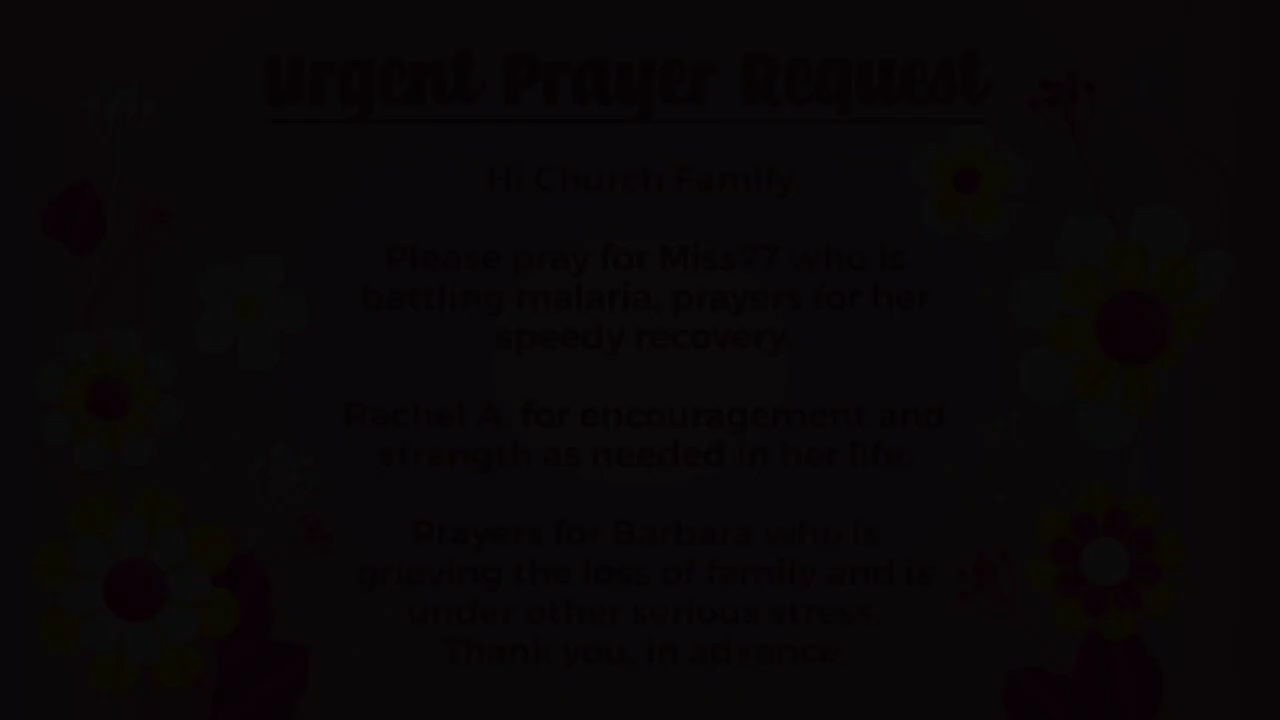 Urgent Prayer Request
Hi Church Family
Please pray for Miss77 who is
battling malaria, prayers for her
speedy recovery.
Rachel A. for encouragement and
strength as needed in her life.
Prayers for Barbara who is
grieving the loss of family and is
under other serious stress.
Thank you, in advance.